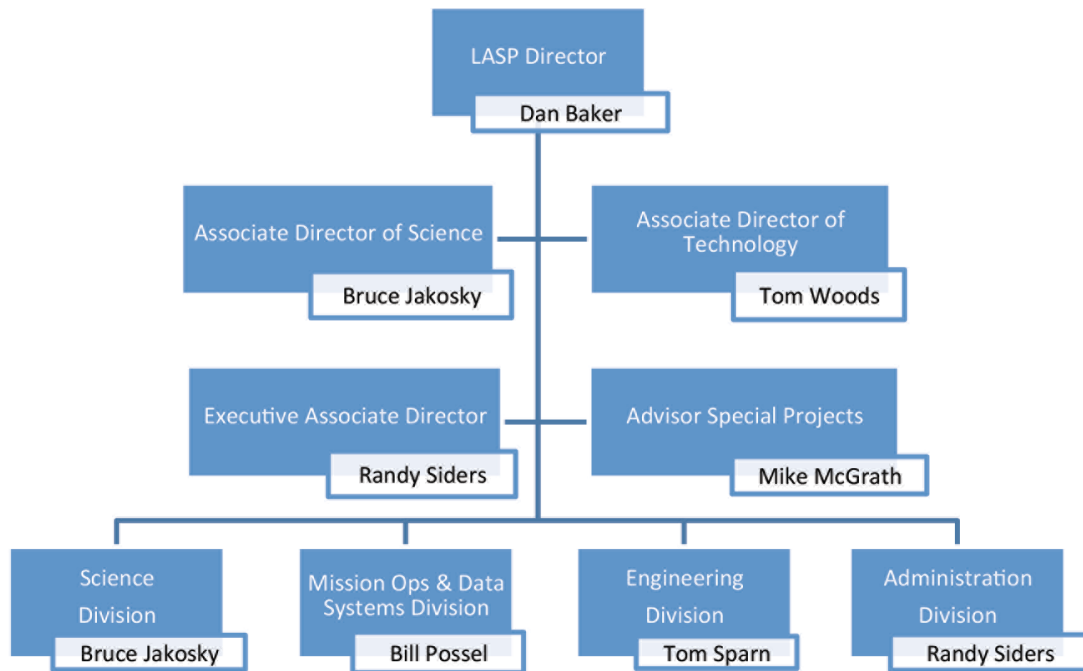 LASP Director
Dan Baker
Associate Director of Science
Bruce Jakosky
Associate Director of
Technology
Tom Woods
Executive Associate Director
Randy Siders
Advisor Special Projects
Mike McGrath
Science
Division
Bruce Jakosky
Mission Ops & Data
Systems Division
Bill Possel
Engineering
Division
Tom Sparn
Administration
Division
Randy Siders